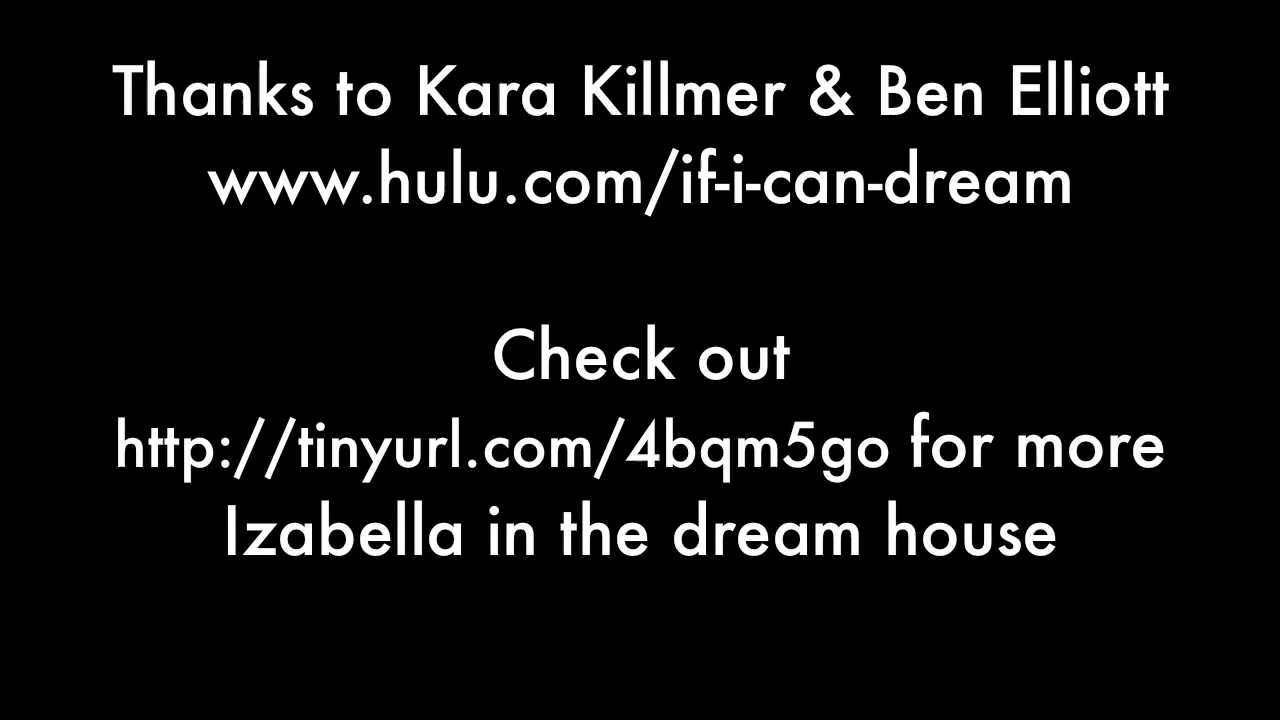 Thanks to Kara Killmer & Ben Elliott
www.hulu.com/if-i-can-dream
Check out
http://tinyurl.com/4bqm5go for more
Izabella in the dream house